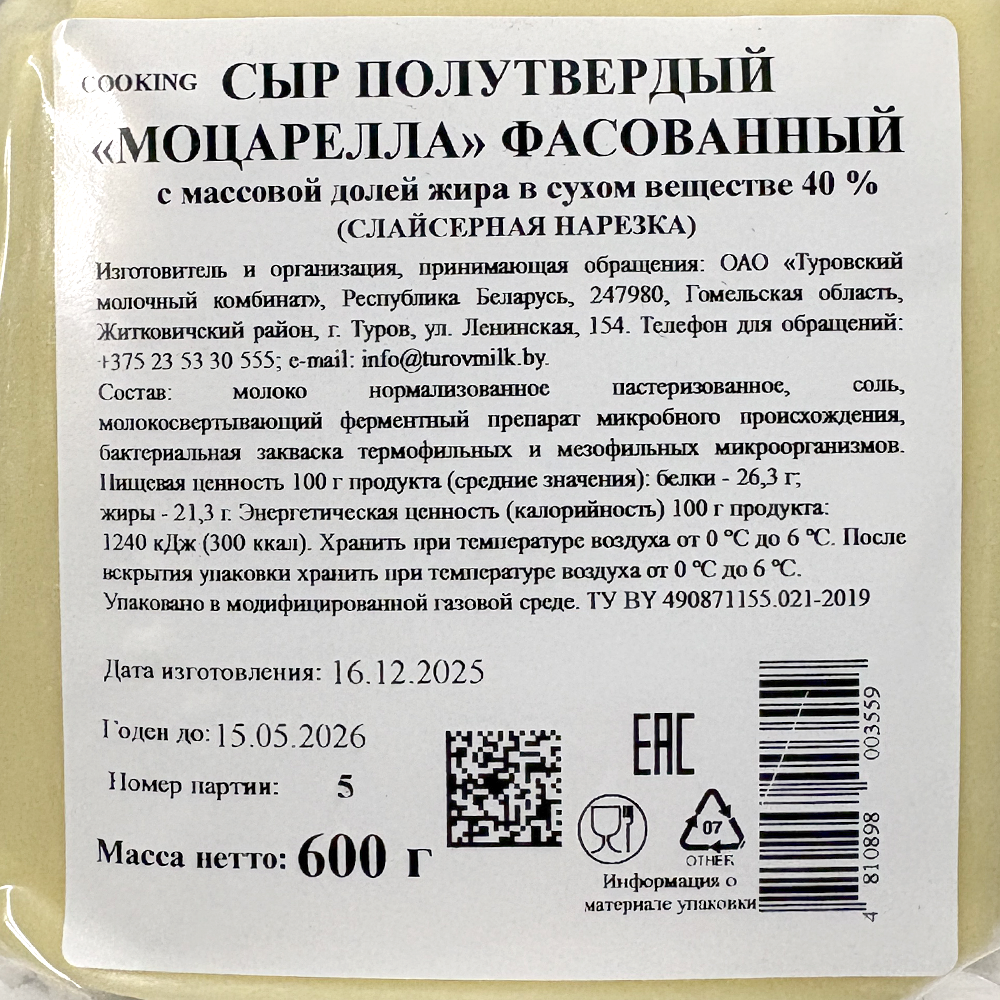 COOKING СЫР ПОЛУТВЕРДЫЙ
«МОЦАРЕЛЛА» ФАСОВАННЫЙ
с массовой долей жира в сухом веществе 40 %
(СЛАЙСЕРНАЯ НАРЕЗКА)
Изготовитель и организация, принимающая обращения: ОАО «Туровский
молочный комбинат», Республика Беларусь, 247980, Гомельская область,
Житковичский район, г. Туров, ул. Ленинская, 154. Телефон для обращений:
+375 23 53 30 555; e-mail: info@turovmilk.by.
Состав: молоко нормализованное пастеризованное, соль,
молокосвертывающий ферментный препарат микробного происхождения,
бактериальная закваска термофильных и мезофильных микроорганизмов.
Пищевая ценность 100 г продукта (средние значения): белки - 26,3 г;
жиры - 21,3 г. Энергетическая ценность (калорийность) 100 г продукта:
1240 кДж (300 ккал). Хранить при температуре воздуха от 0 °С до 6 °С. После
вскрытия упаковки хранить при температуре воздуха от 0 °С до 6 °С.
Упаковано в модифицированной газовой среде. ТУ BY 490871155.021-2019
Дата изготовления: 16.12.2025
Годен до: 15.05.2026
Номер партии: 5
Масса нетто: 600 г
EAC
07
OTHER
Информация о
материале упаковки
4 810898 003559